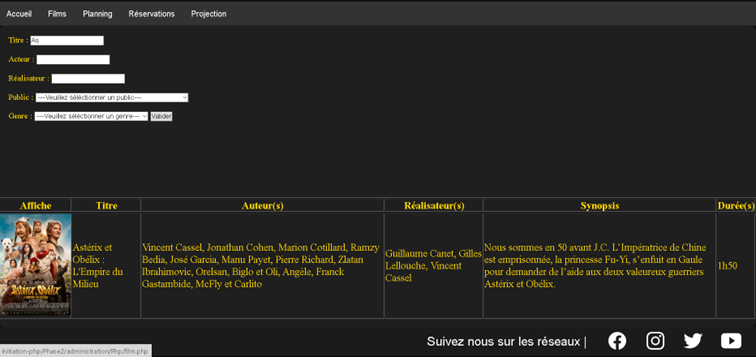 Accueil Films Planning Réservations Projection
Titre : As
Acteur :
Réalisateur :
Public : ---Veuillez séléctionner un public---
Genre : ---Veuillez séléctionner un genre--- Valider
Affiche Titre Auteur(s) Réalisateur(s) Synopsis Durée(s)
Astérix et
Obélix :
L'Empire du
Milieu
Vincent Cassel, Jonathan Cohen, Marion Cotillard, Ramzy
Bedia, José Garcia, Manu Payet, Pierre Richard, Zlatan
Ibrahimovic, Orelsan, Biglo et Oli, Angèle, Franck
Gastambide, McFly et Carlito
Guillaume Canet, Gilles
Lellouche, Vincent
Cassel
Nous sommes en 50 avant J.C. L'Impératrice de Chine
est emprisonnée, la princesse Fu-Yi, s'enfuit en Gaule
pour demander de l'aide aux deux valeureux guerriers
Astérix et Obélix.
1h50
ASTÉRIX & OBÉLIX
Suivez nous sur les réseaux |
initiation-php/Phase2/administration/Php/film.php